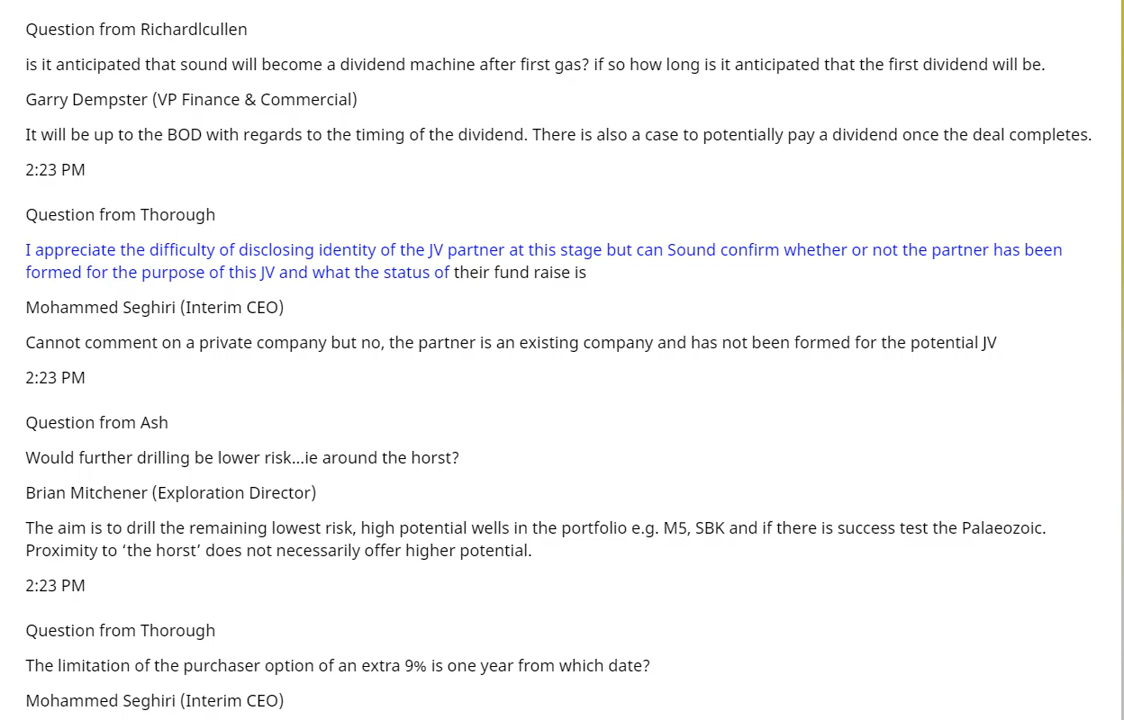 Question from Richardlcullen
is it anticipated that sound will become a dividend machine after first gas? if so how long is it anticipated that the first dividend will be.
Garry Dempster (VP Finance & Commercial)
It will be up to the BOD with regards to the timing of the dividend. There is also a case to potentially pay a dividend once the deal completes.
2:23 PM
Question from Thorough
I appreciate the difficulty of disclosing identity of the JV partner at this stage but can Sound confirm whether or not the partner has been
formed for the purpose of this JV and what the status of their fund raise is
Mohammed Seghiri (Interim CEO)
Cannot comment on a private company but no, the partner is an existing company and has not been formed for the potential JV
2:23 PM
Question from Ash
Would further drilling be lower risk...ie around the horst?
Brian Mitchener (Exploration Director)
The aim is to drill the remaining lowest risk, high potential wells in the portfolio e.g. M5, SBK and if there is success test the Palaeozoic.
Proximity to ‘the horst’ does not necessarily offer higher potential.
2:23 PM
Question from Thorough
The limitation of the purchaser option of an extra 9% is one year from which date?
Mohammed Seghiri (Interim CEO)